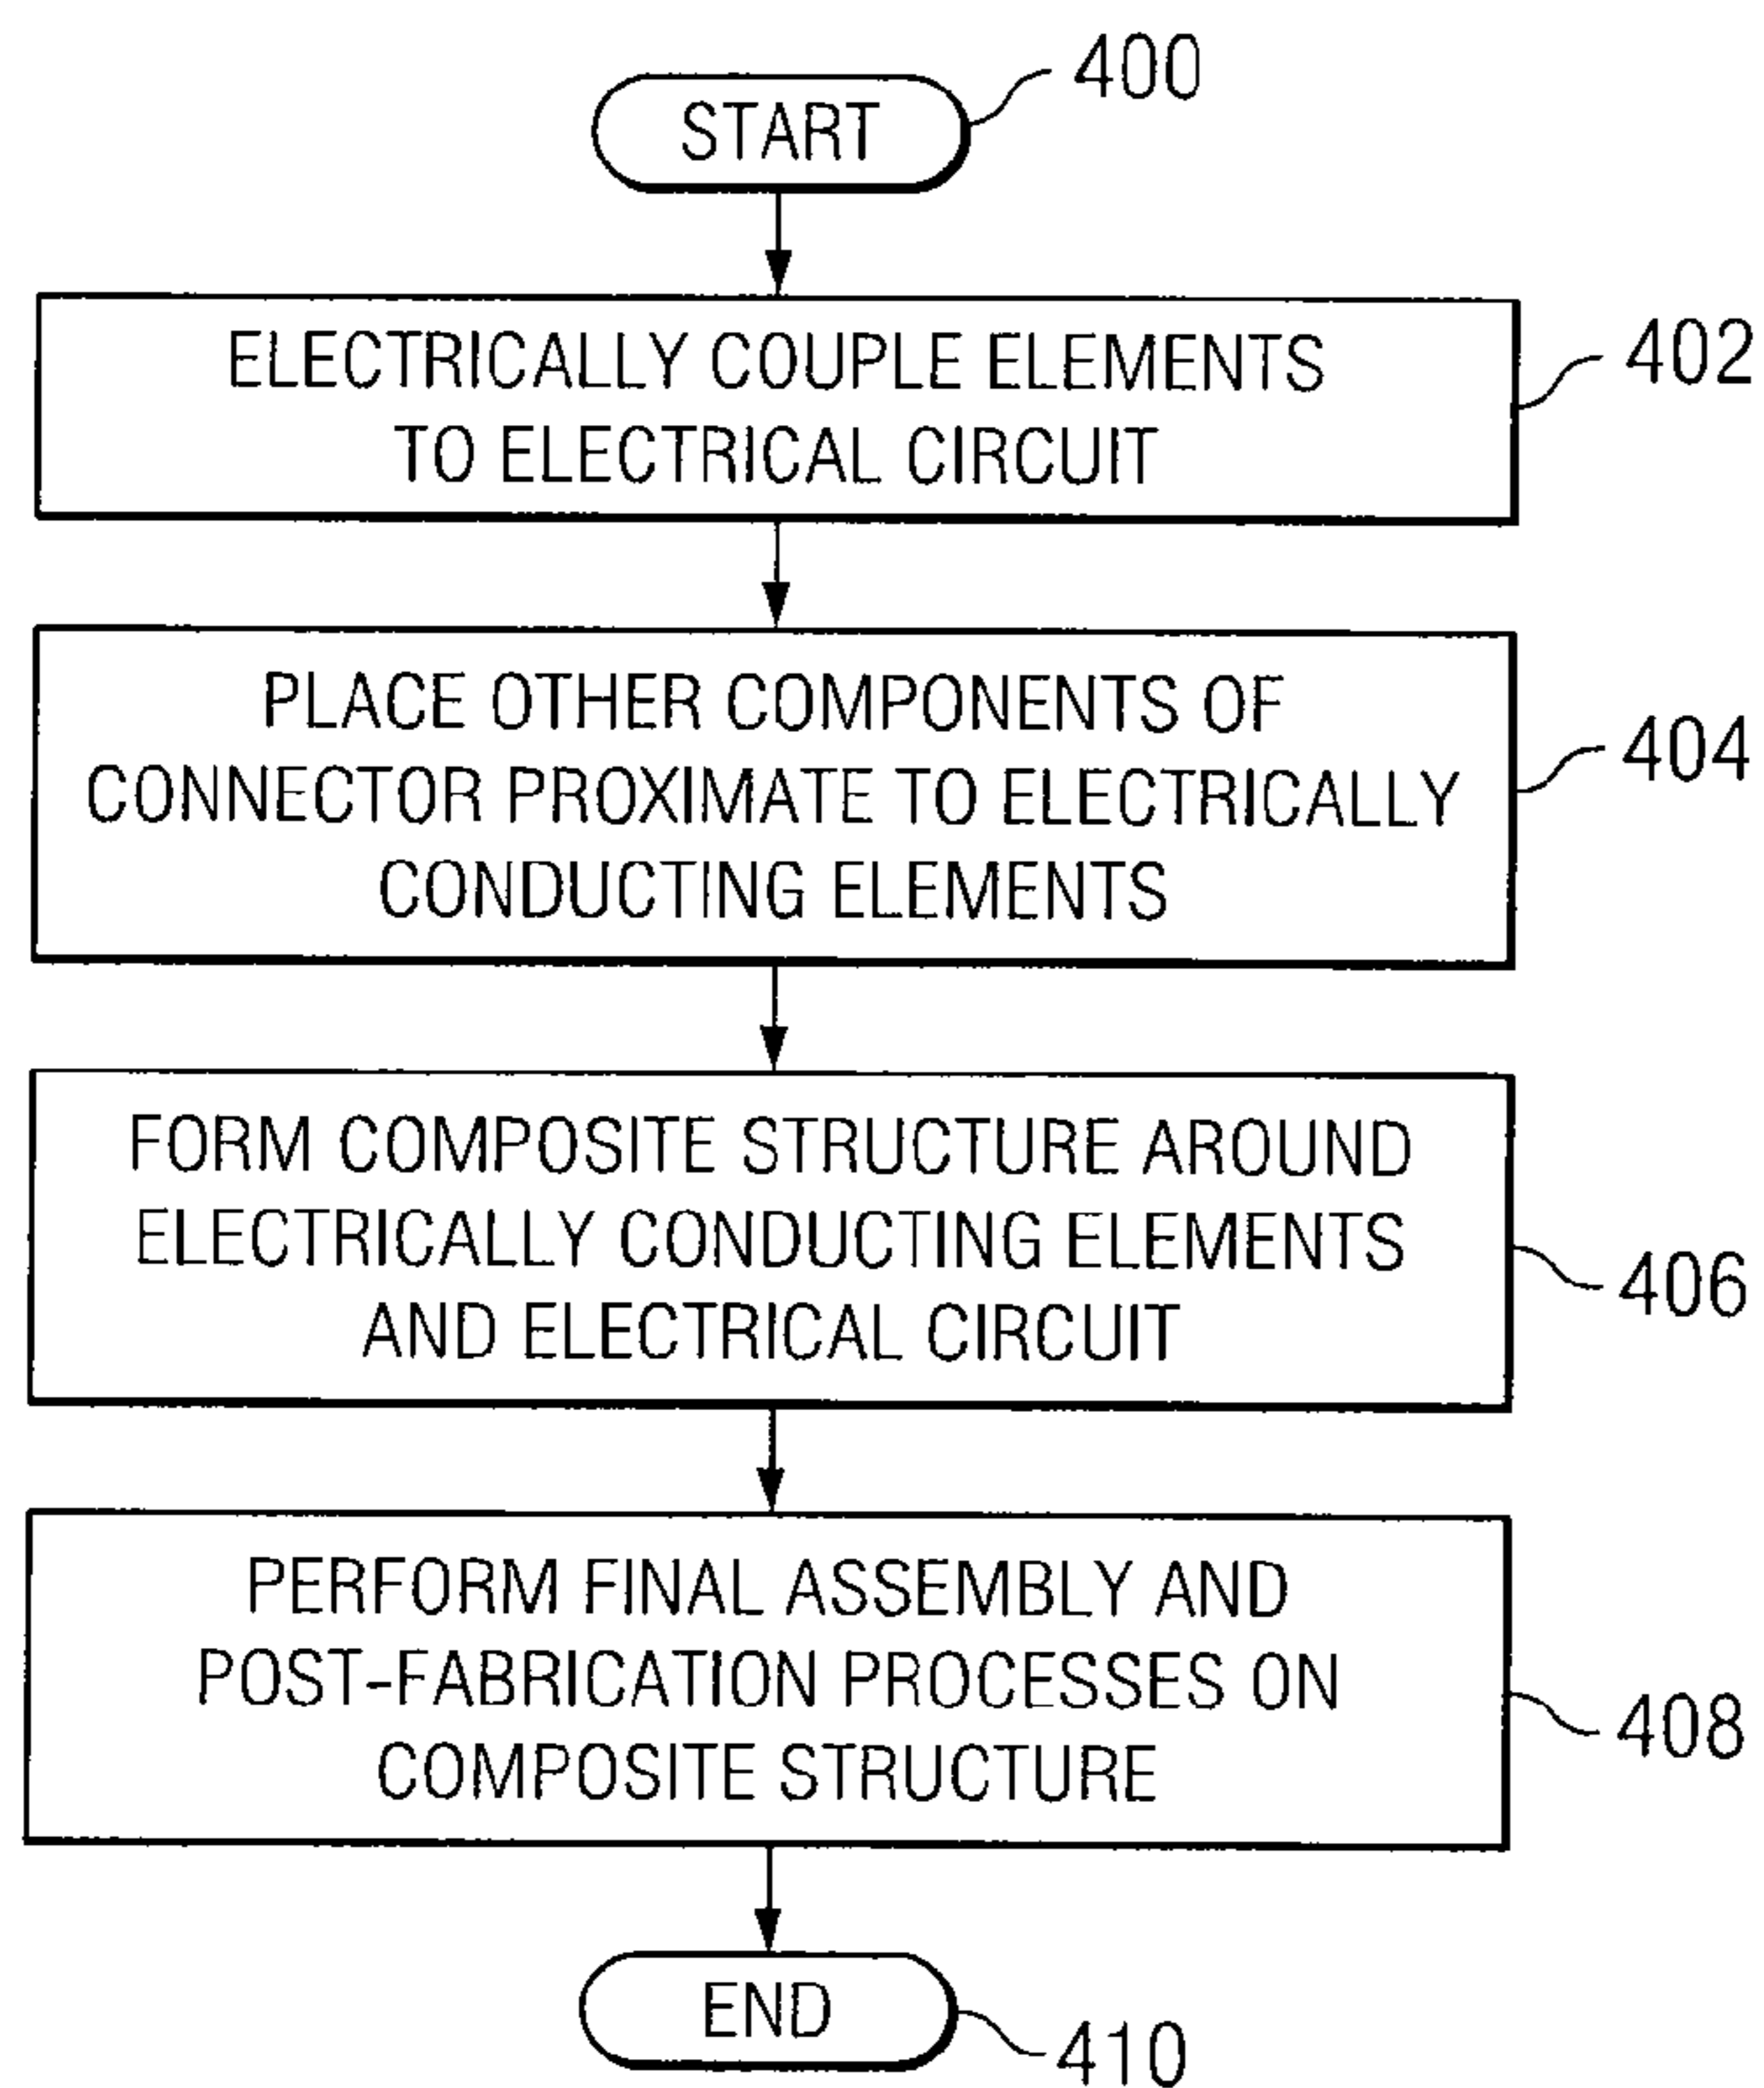 400
START
ELECTRICALLY COUPLE ELEMENTS
TO ELECTRICAL CIRCUIT
402
PLACE OTHER COMPONENTS OF
CONNECTOR PROXIMATE TO ELECTRICALLY
CONDUCTING ELEMENTS
404
FORM COMPOSITE STRUCTURE AROUND
ELECTRICALLY CONDUCTING ELEMENTS
AND ELECTRICAL CIRCUIT
406
PERFORM FINAL ASSEMBLY AND
POST-FABRICATION PROCESSES ON
COMPOSITE STRUCTURE
408
END
410